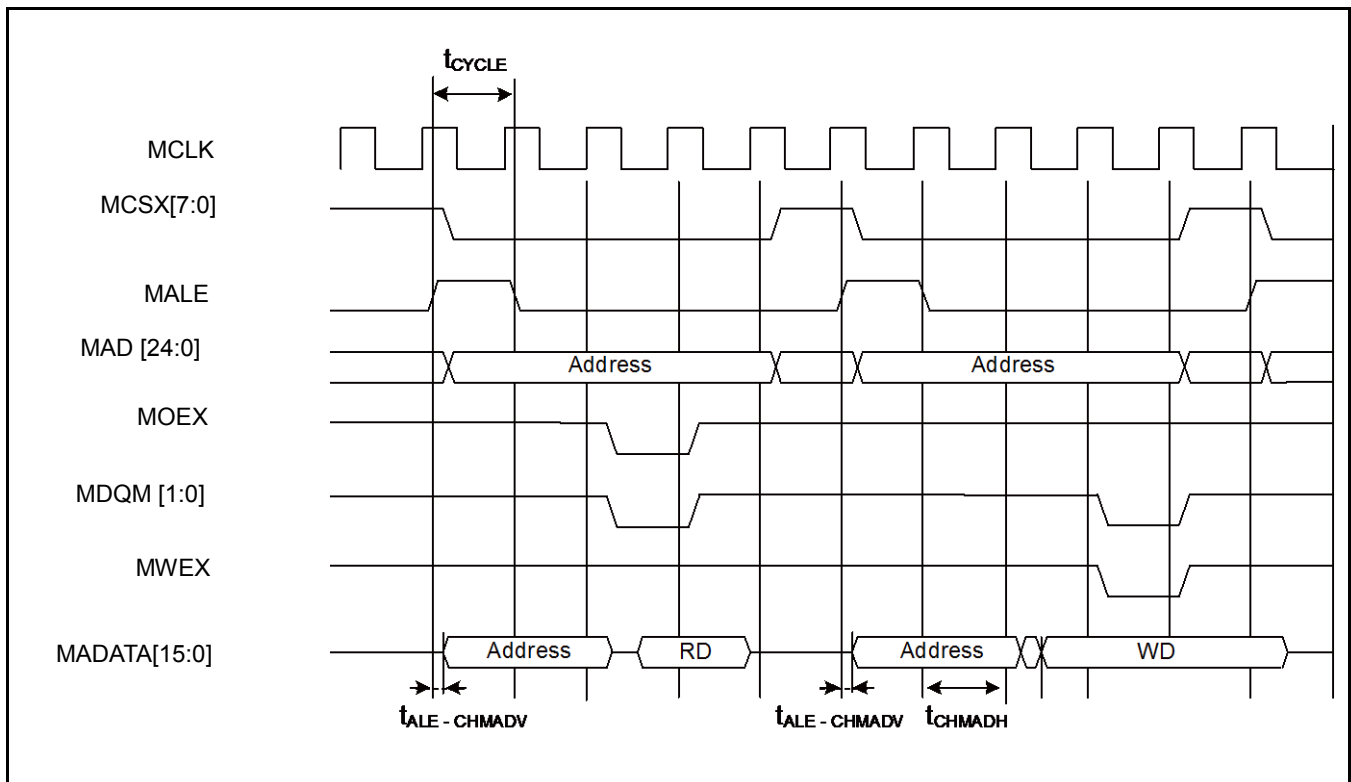 tCYCLE
MCLK
MCSX[7:0]
MALE
MAD [24:0]
Address Address
MOEX
MDQM [1:0]
MWEX
MADATA[15:0]
Address RD Address WD
tALE - CHMADV tALE - CHMADV tCHMADH